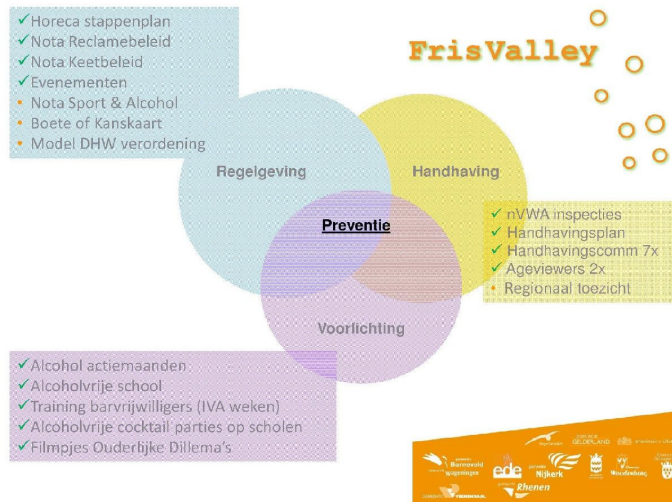 Horeca stappenplan
Nota Reclamebeleid
Nota Keetbeleid
Evenementen
Nota Sport & Alcohol
Boete of Kanskaart
Model DHW verordening
FrisValley
Regelgeving
Handhaving
Preventie
nVWA inspecties
Handhavingsplan
Handhavingscomm 7x
Ageviewers 2x
Regionaal toezicht
Voorlichting
Alcohol actiemaanden
Alcoholvrije school
Training barvrijwilligers (IVA weken)
Alcoholvrije cocktail parties op scholen
Filmpjes Ouderlijke Dillema's
GELDERLAND
Barneveld
Wageningen
ede
Nijkerk
Woudenberg
Rhenen